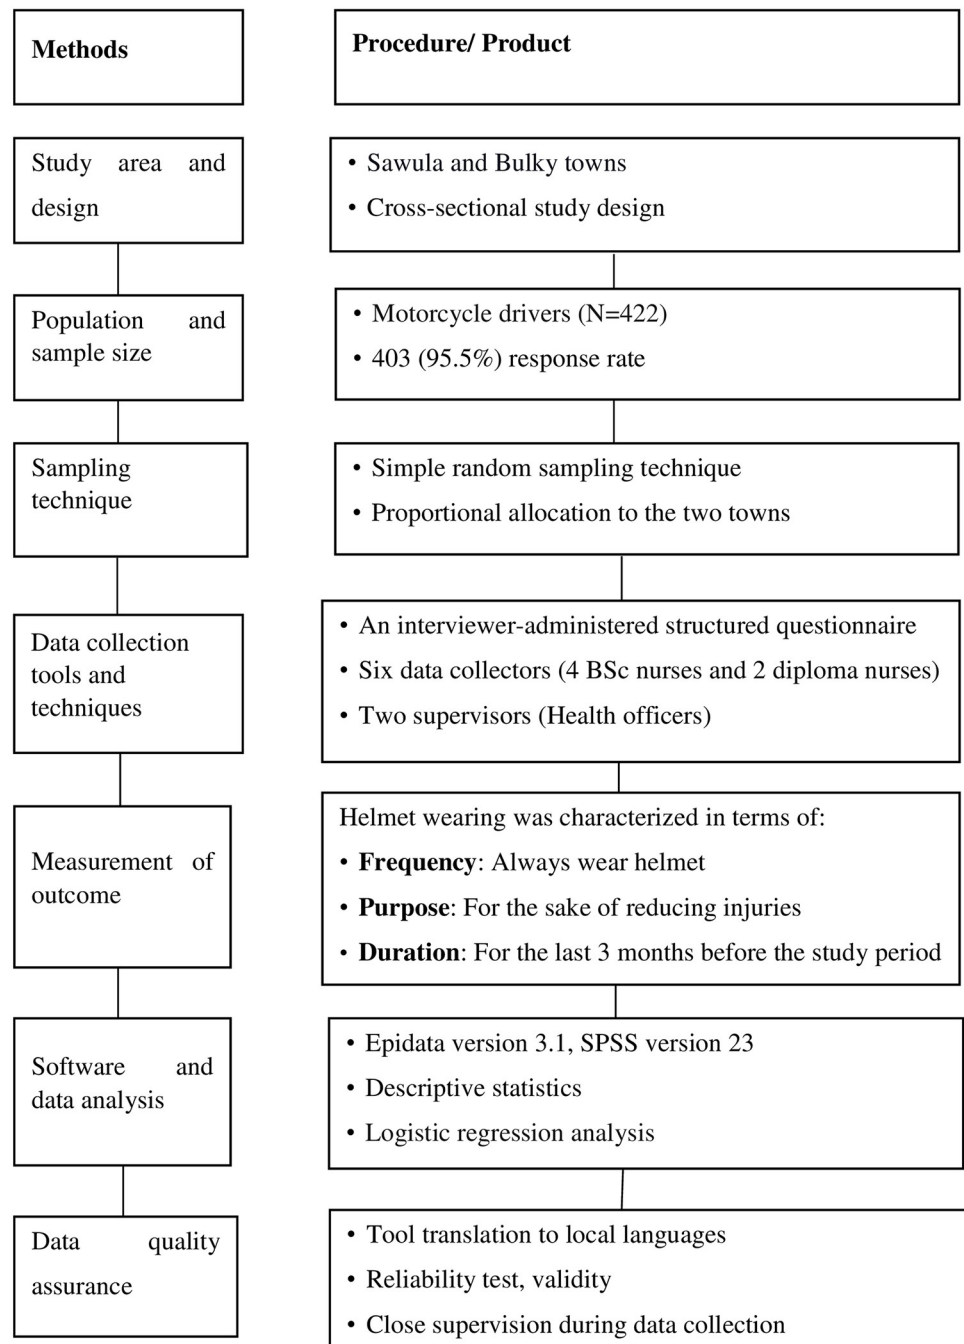 Methods
Procedure/ Product
Study area and
design
• Sawula and Bulky towns
• Cross-sectional study design
Population and
sample size
• Motorcycle drivers (N=422)
• 403 (95.5%) response rate
Sampling
technique
• Simple random sampling technique
• Proportional allocation to the two towns
Data collection
tools and
techniques
• An interviewer-administered structured questionnaire
• Six data collectors (4 BSc nurses and 2 diploma nurses)
• Two supervisors (Health officers)
Measurement of
outcome
Helmet wearing was characterized in terms of:
• Frequency: Always wear helmet
• Purpose: For the sake of reducing injuries
• Duration: For the last 3 months before the study period
Software and
data analysis
• Epidata version 3.1, SPSS version 23
• Descriptive statistics
• Logistic regression analysis
Data quality
assurance
• Tool translation to local languages
• Reliability test, validity
• Close supervision during data collection